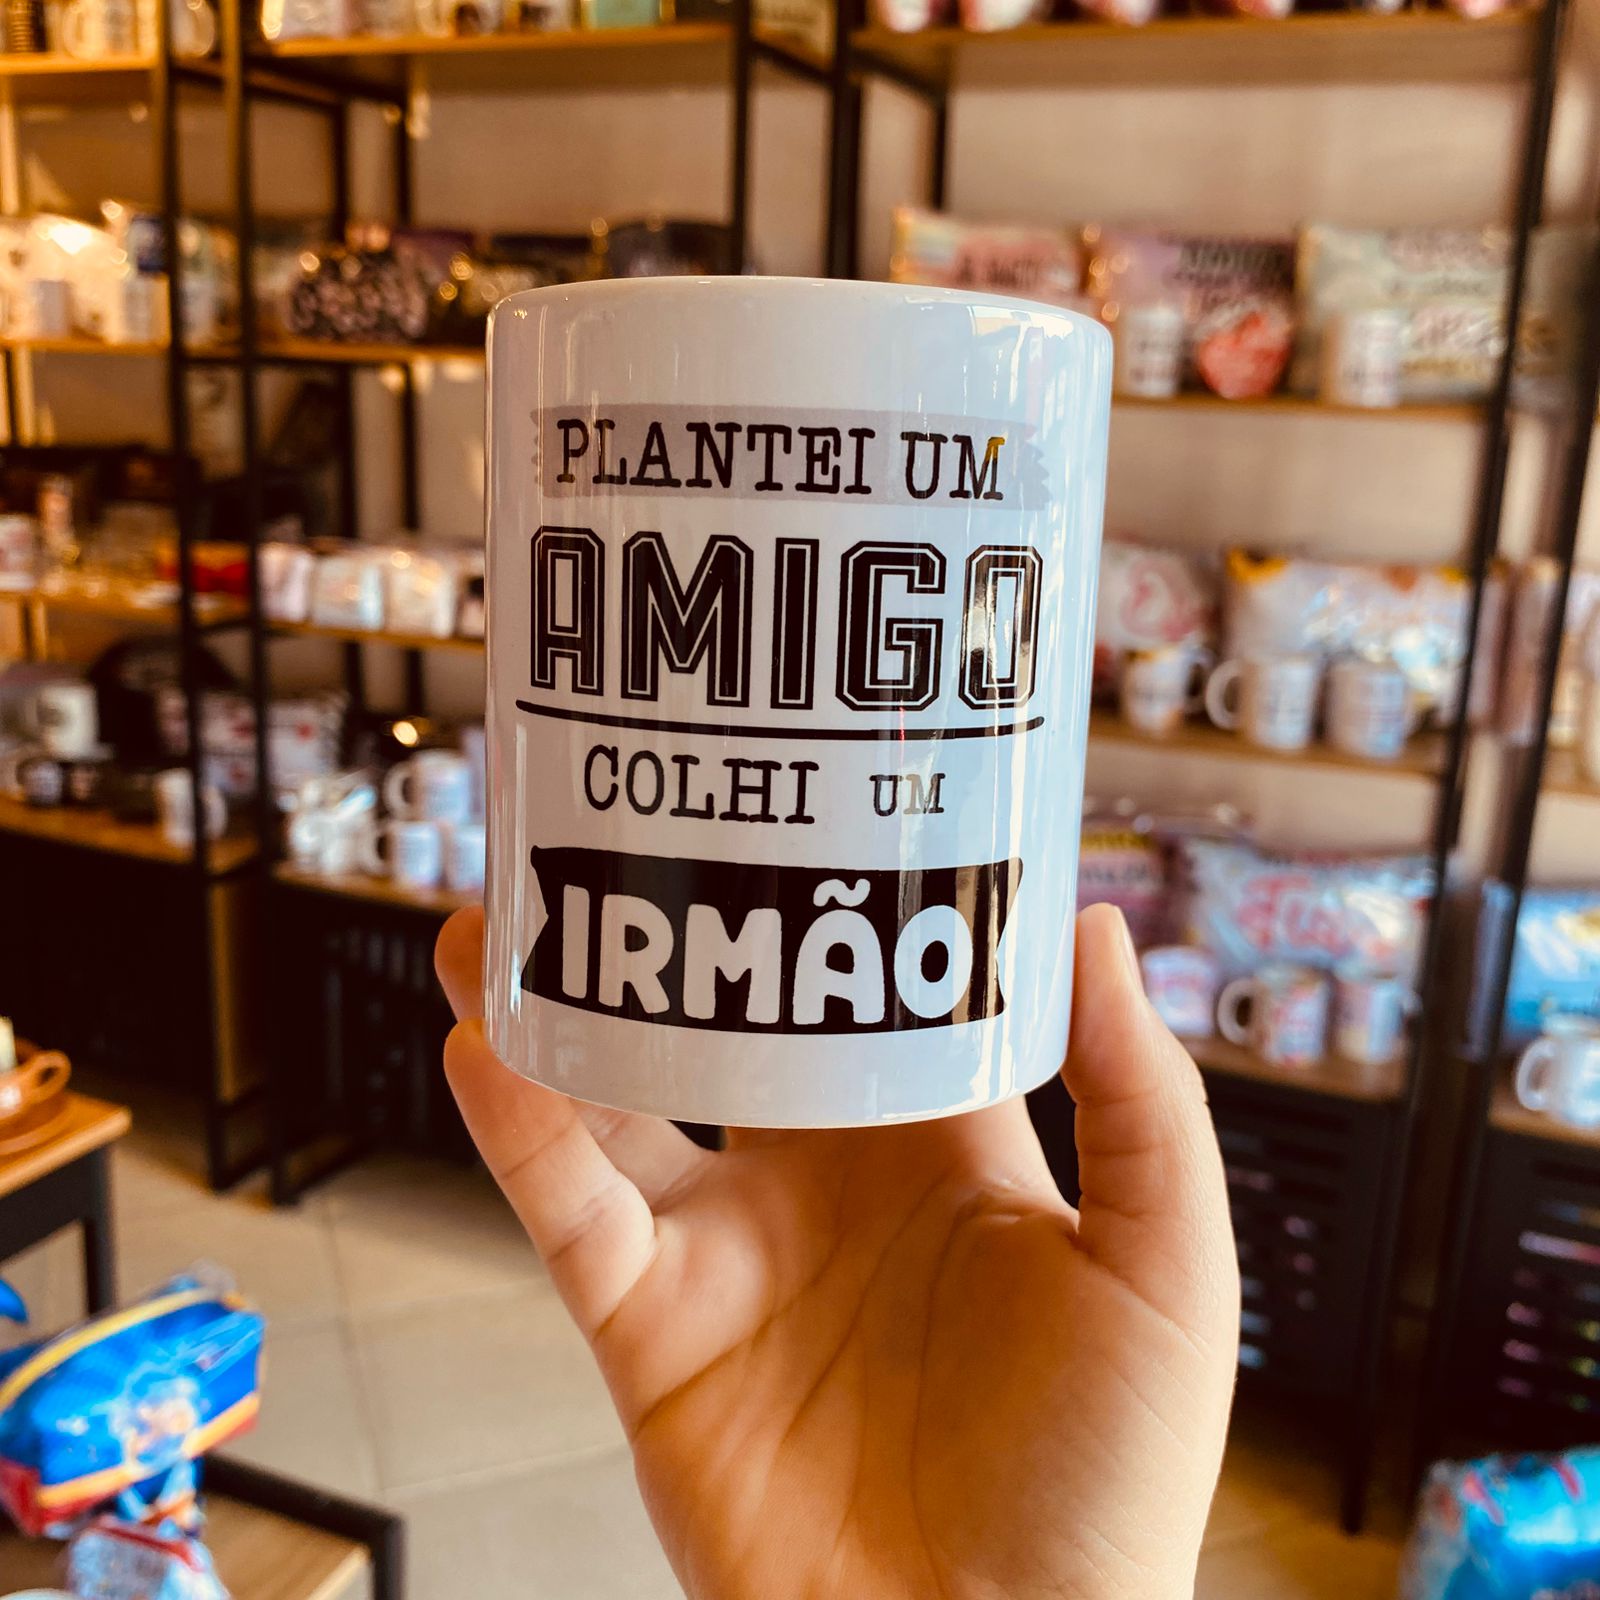 PLANTEI UM
AMIGO
COLHI UM
IRMÃO